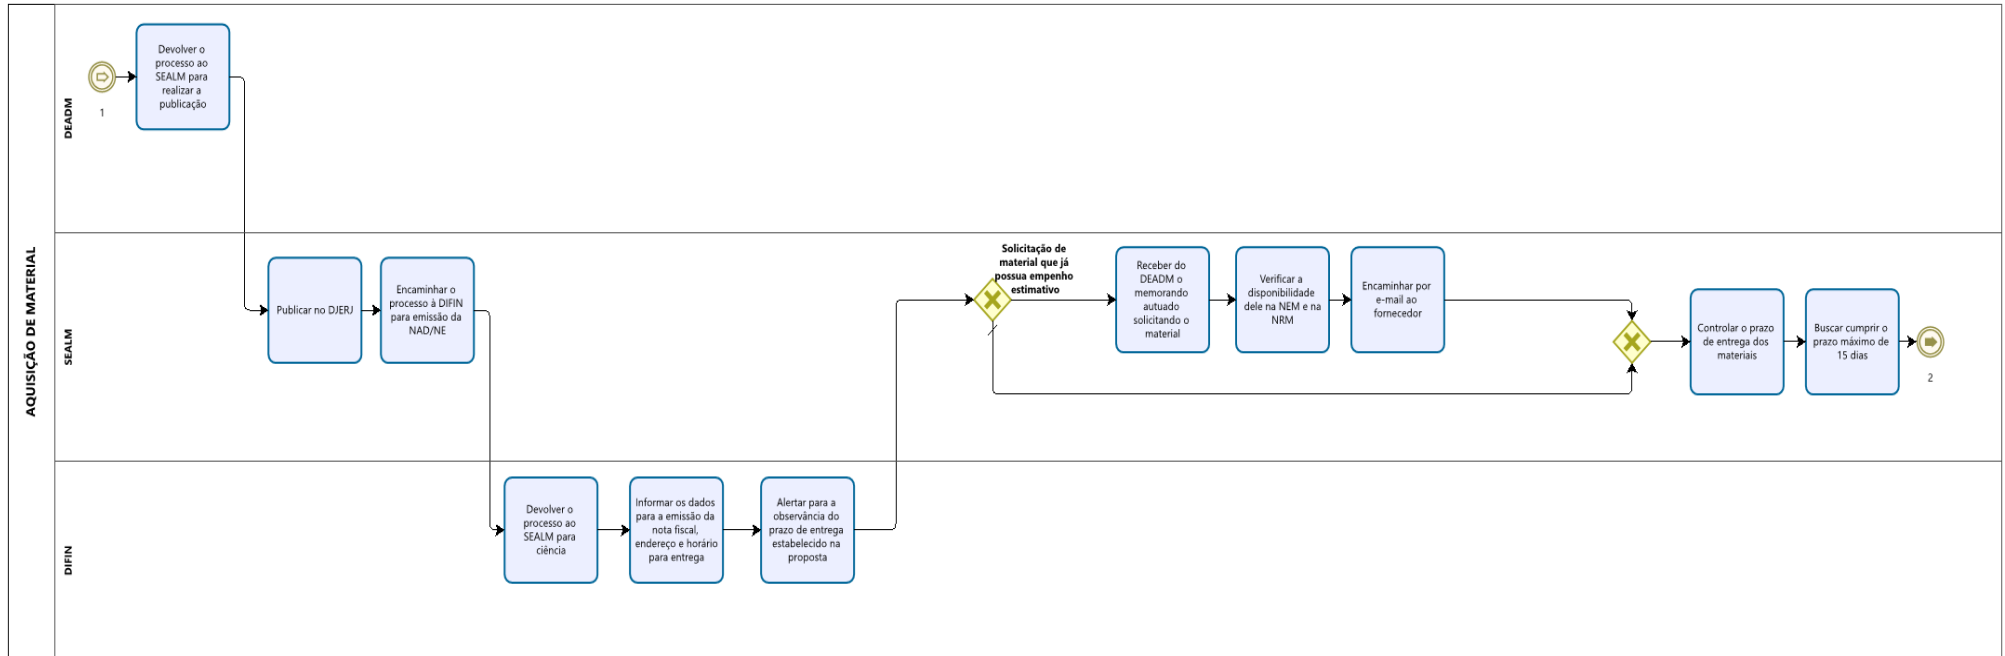 AQUISIÇÃO DE MATERIAL
DEADM
1
Devolver o
processo ao
SEALM para
realizar a
publicação
SEALM
Publicar no DJERJ
Encaminhar o
processo à DIFIN
para emissão da
NAD/NE
Solicitação de
material que já
possua empenho
estimativo
Receber do
DEADM o
memorando
autuado
solicitando o
material
Verificar a
disponibilidade
dele na NEM e na
NRM
Encaminhar por
e-mail ao
fornecedor
Controlar o prazo
de entrega dos
materiais
Buscar cumprir o
prazo máximo de
15 dias
2
DIFIN
Devolver o
processo ao
SEALM para
ciência
Informar os dados
para a emissão da
nota fiscal,
endereço e horário
para entrega
Alertar para a
observância do
prazo de entrega
estabelecido na
proposta